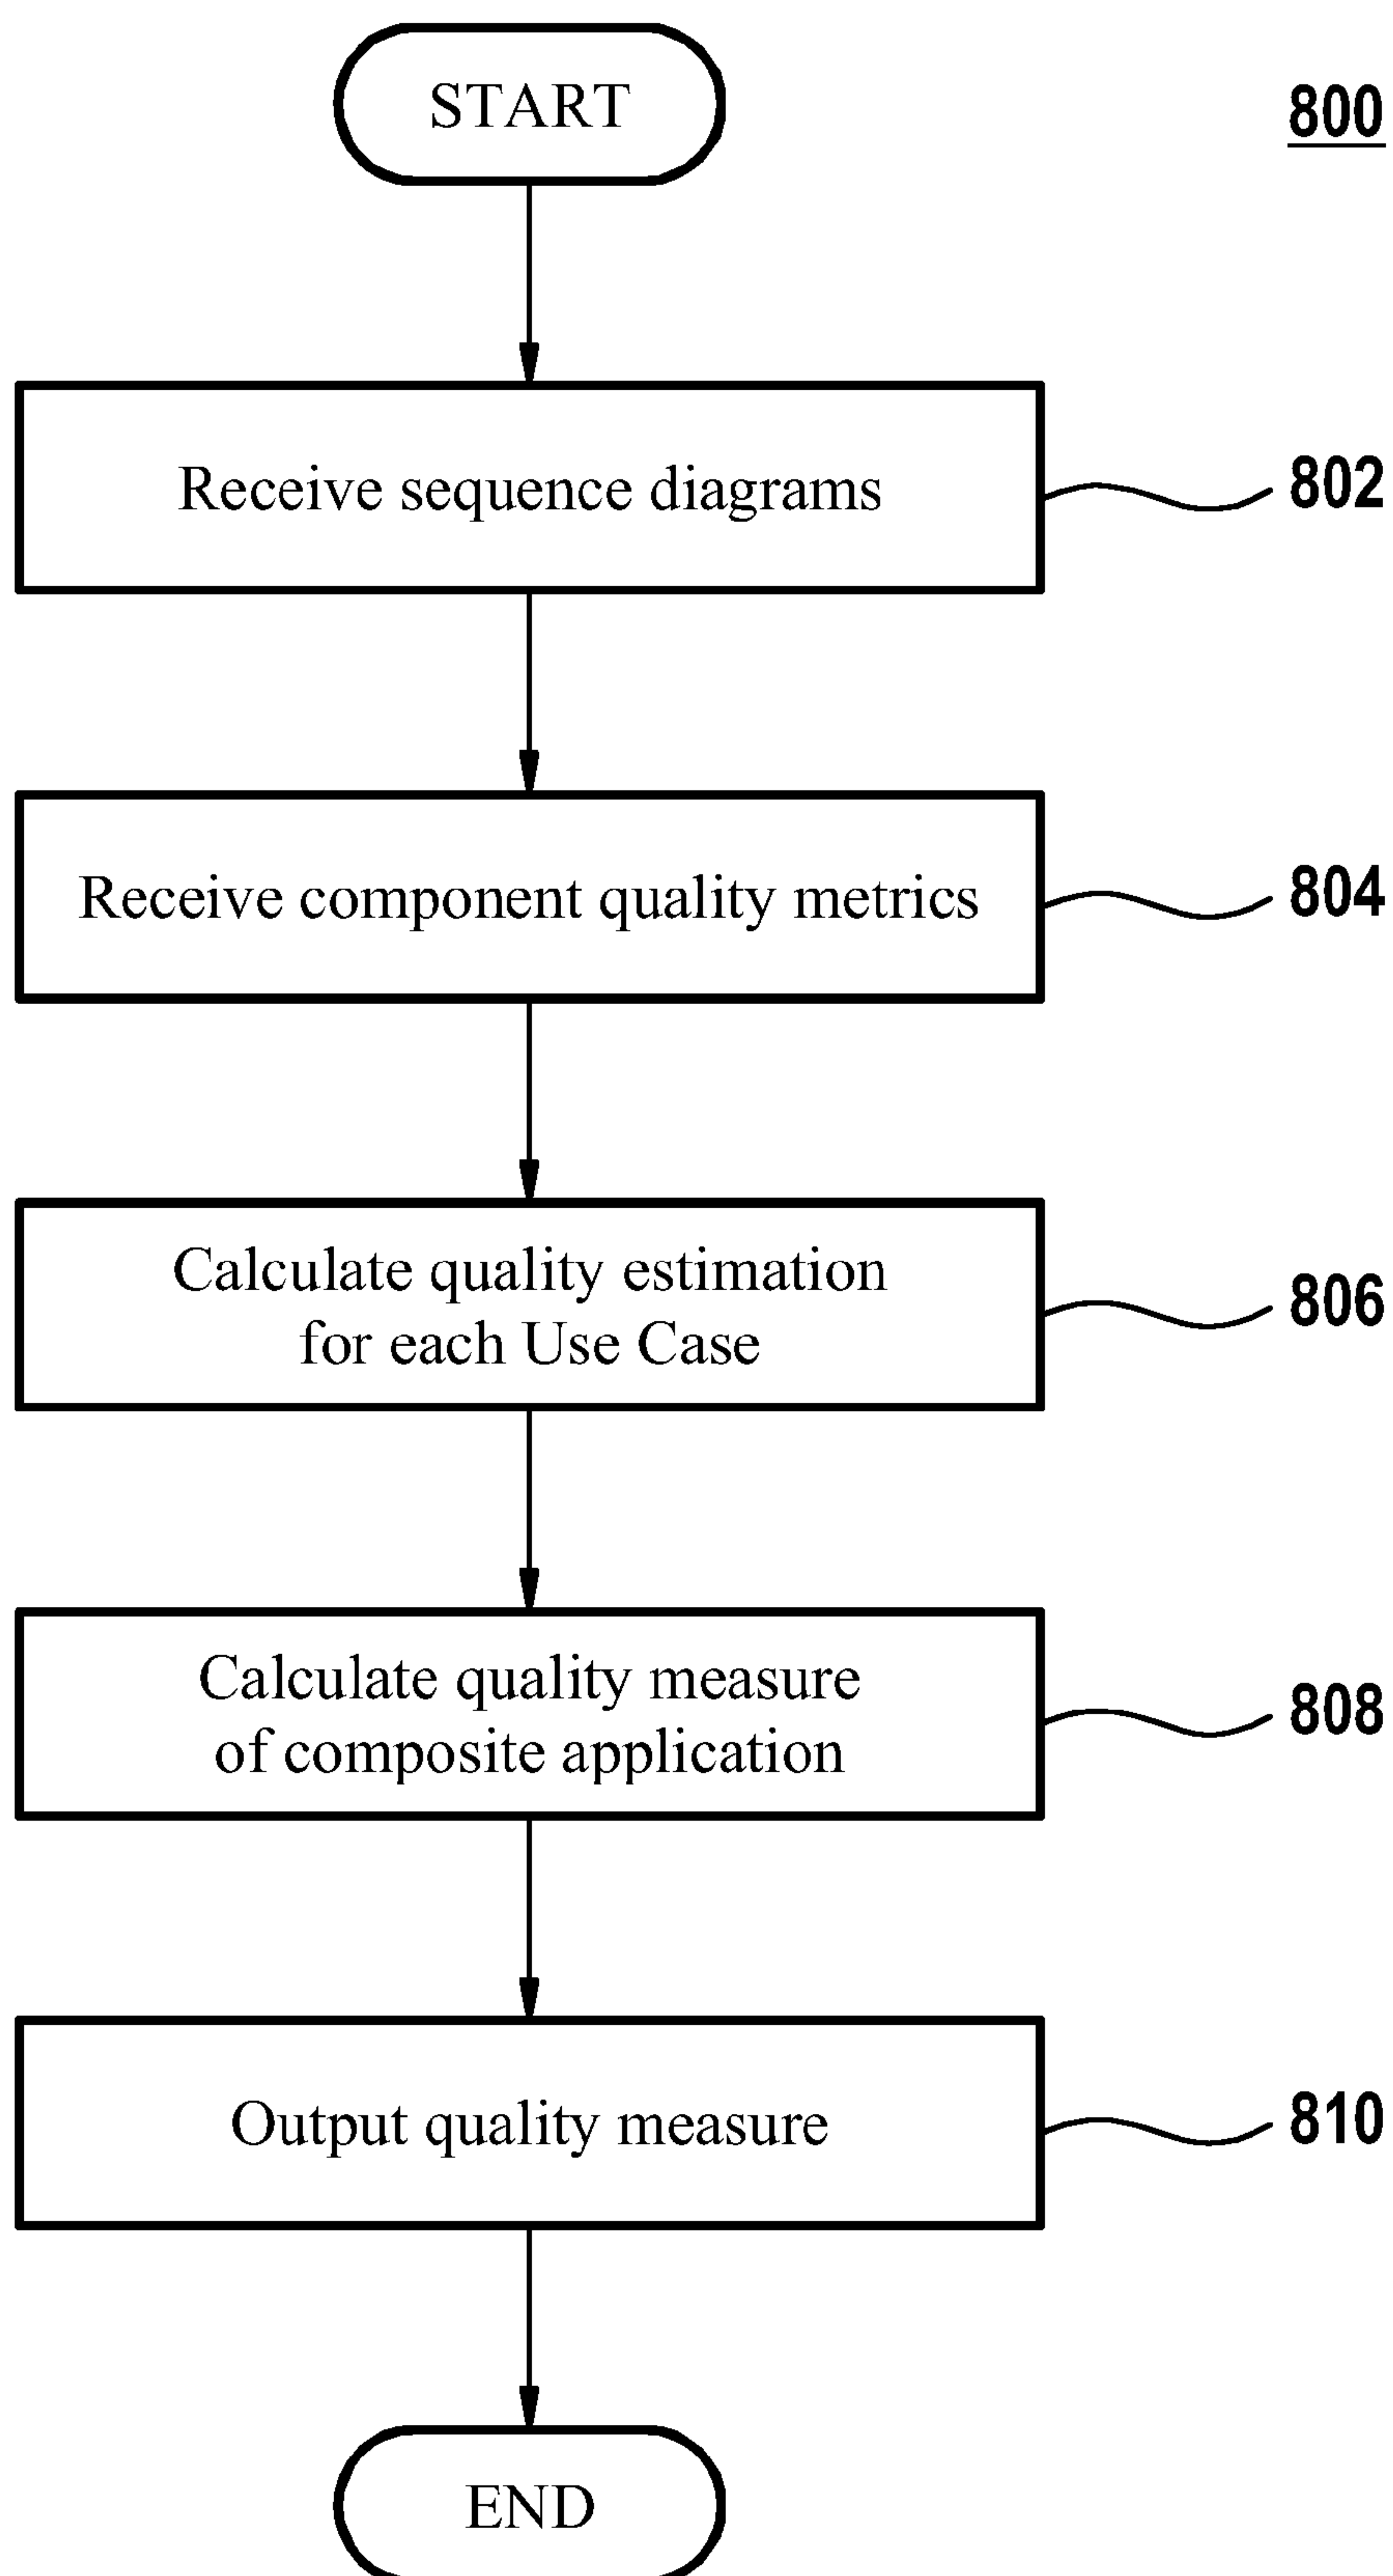 START
800
Receive sequence diagrams
802
Receive component quality metrics
804
Calculate quality estimation
for each Use Case
806
Calculate quality measure
of composite application
808
Output quality measure
810
END